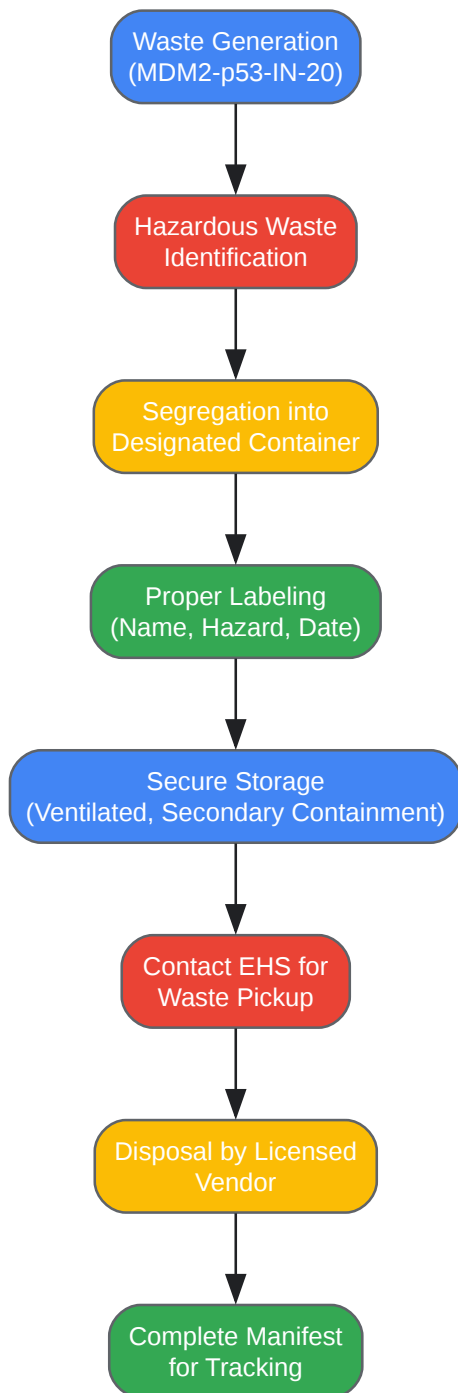 Waste Generation
(MDM2-p53-IN-20)
Hazardous Waste
Identification
Segregation into
Designated Container
Proper Labeling
(Name, Hazard, Date)
Secure Storage
(Ventilated, Secondary Containment)
Contact EHS for
Waste Pickup
Disposal by Licensed
Vendor
Complete Manifest
for Tracking